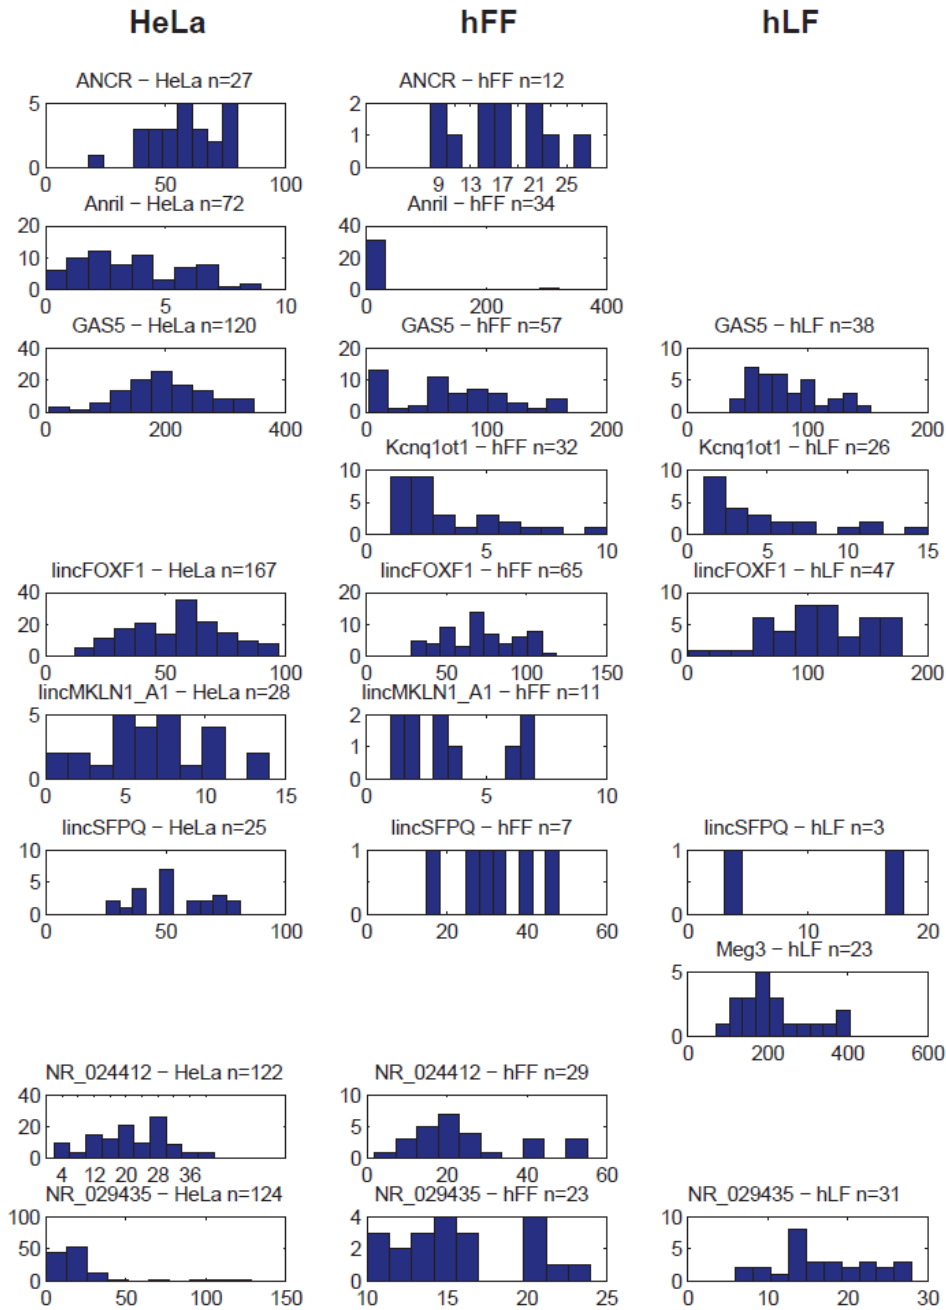 HeLa hFF hLF
ANCR − HeLa n=27 ANCR − hFF n=12
5 2
1
0 0
0 50 100 9 13 17 21 25
Anril − HeLa n=72 Anril − hFF n=34
20 40
10 20
0 0
0 5 10 0 200 400
GAS5 − HeLa n=120 GAS5 − hFF n=57 GAS5 − hLF n=38
40 20 10
20 10 5
0 0 0
0 200 400 0 100 200 0 100 200
Kcnq1ot1 − hFF n=32 Kcnq1ot1 − hLF n=26
10 10
5 5
0 0
0 5 10 0 5 10 15
lincFOXF1 − HeLa n=167 lincFOXF1 − hFF n=65 lincFOXF1 − hLF n=47
40 20 10
20 10 5
0 0 0
0 50 100 0 50 100 150 0 100 200
lincMKLN1_A1 − HeLa n=28 lincMKLN1_A1 − hFF n=11
5 2
1
0 0
0 5 10 15 0 5 10
lincSFPQ − HeLa n=25 lincSFPQ − hFF n=7 lincSFPQ − hLF n=3
10 1 1
5
0 0 0
0 50 100 0 20 40 60 0 10 20
Meg3 − hLF n=23
5
0
0 200 400 600
NR_024412 − HeLa n=122 NR_024412 − hFF n=29
40 10
20 5
0 0
4 12 20 28 36 0 20 40 60
NR_029435 − HeLa n=124 NR_029435 − hFF n=23 NR_029435 − hLF n=31
100 4 10
50 2 5
0 0 0
0 50 100 150 10 15 20 25 0 10 20 30